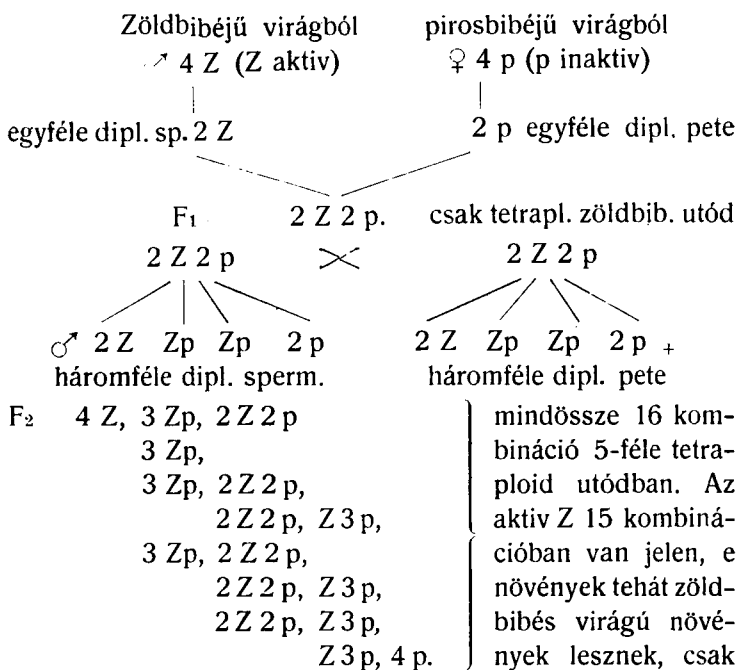 Zöldbibéjű virágból pirosbibéjű virágból
♂ 4 Z (Z aktiv) ♀ 4 p (p inaktiv)
egyféle dipl. sp. 2 Z 2 p egyféle dipl. pete
F1 2 Z 2 p. csak tetrapl. zöldbib. utód
2 Z 2 p 2 Z 2 p
♂ 2 Z Zp Zp 2 p 2 Z Zp Zp 2 p +
háromféle dipl. sperm. háromféle dipl. pete
F2 4 Z, 3 Zp, 2 Z 2 p mindössze 16 kom-
3 Zp, bináció 5-féle tetra-
3 Zp, 2 Z 2 p, ploid utódban. Az
2 Z 2 p, Z 3 p, aktiv Z 15 kombiná-
3 Zp, 2 Z 2 p, cióban van jelen, e
2 Z 2 p, Z 3 p, növények tehát zöld-
2 Z 2 p, Z 3 p, bibés virágú növé-
Z 3 p, 4 p. nyek lesznek, csak